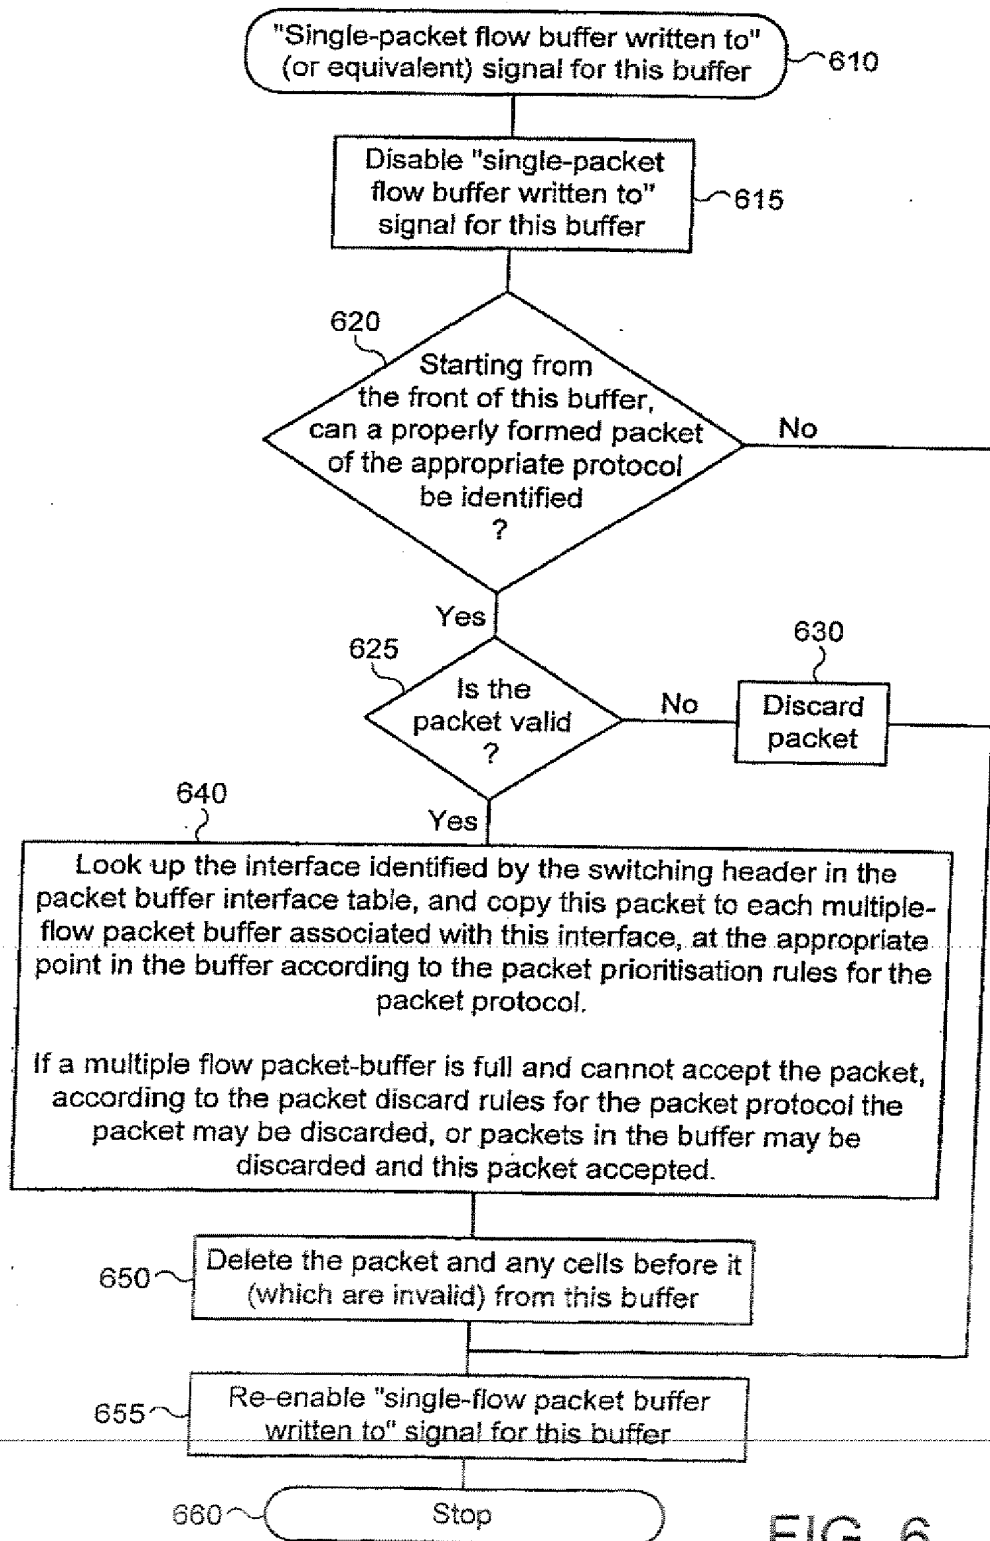 "Single-packet flow buffer written to"
(or equivalent) signal for this buffer
610
Disable "single-packet
flow buffer written to"
signal for this buffer
615
620
Starting from
the front of this buffer,
can a properly formed packet
of the appropriate protocol
be identified
?
No
Yes
625
Is the
packet valid
?
No
630
Discard
packet
Yes
640
Look up the interface identified by the switching header in the
packet buffer interface table, and copy this packet to each multiple-
flow packet buffer associated with this interface, at the appropriate
point in the buffer according to the packet prioritisation rules for the
packet protocol.
If a multiple flow packet-buffer is full and cannot accept the packet,
according to the packet discard rules for the packet protocol the
packet may be discarded, or packets in the buffer may be
discarded and this packet accepted.
650
Delete the packet and any cells before it
(which are invalid) from this buffer
655
Re-enable "single-flow packet buffer
written to" signal for this buffer
660
Stop
FIG. 6